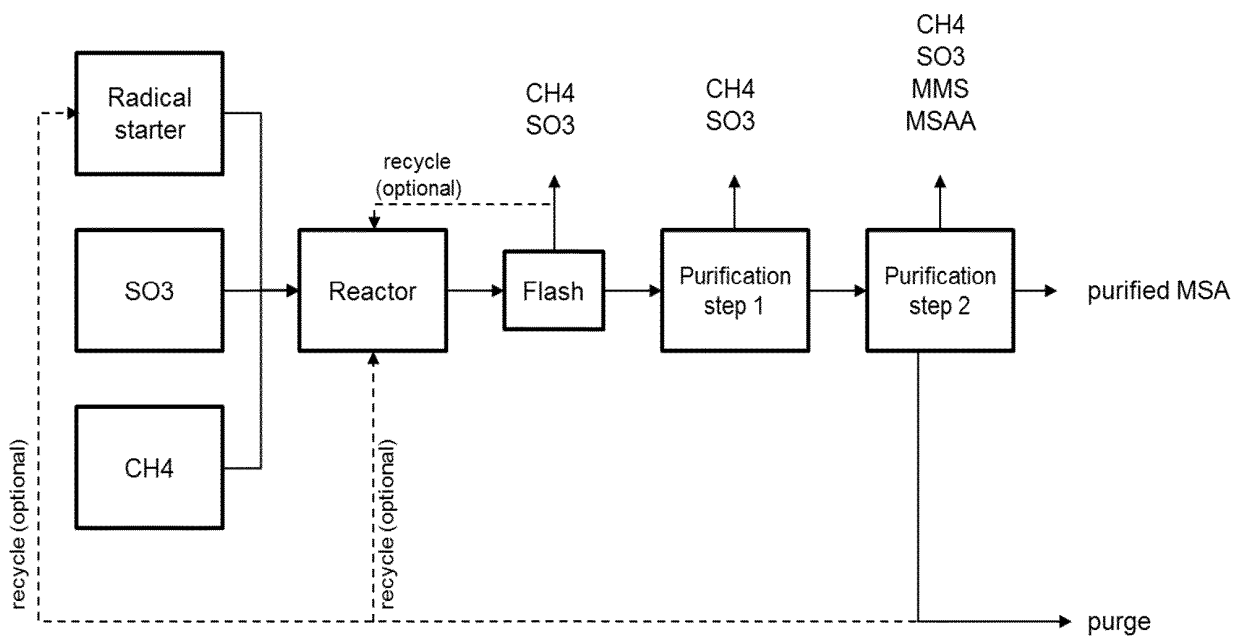 CH4
SO3
MMS
MSAA
CH4
SO3
CH4
SO3
Radical
starter
recycle
(optional)
SO3
Reactor
Flash
Purification
step 1
Purification
step 2
purified MSA
CH4
recycle (optional)
recycle (optional)
purge